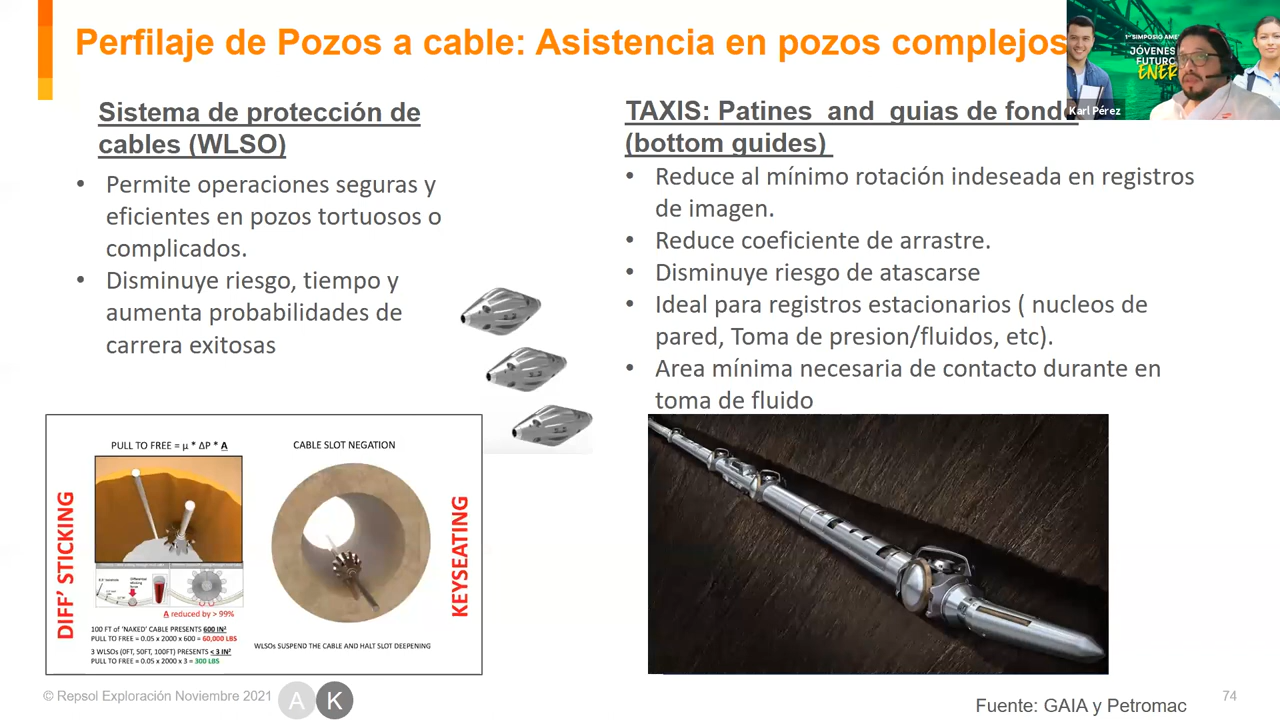 Perfilaje de Pozos a cable: Asistencia en pozos complejos
1er SIMPOSIO AME
JÓVENES
FUTURO
ENER
Karl Pérez
Sistema de protección de
cables (WLSO)
• Permite operaciones seguras y
eficientes en pozos tortuosos o
complicados.
• Disminuye riesgo, tiempo y
aumenta probabilidades de
carrera exitosas
TAXIS: Patines and guias de fond
(bottom guides)
• Reduce al mínimo rotación indeseada en registros
de imagen.
• Reduce coeficiente de arrastre.
• Disminuye riesgo de atascarse
• Ideal para registros estacionarios ( nucleos de
pared, Toma de presion/fluidos, etc).
• Area mínima necesaria de contacto durante en
toma de fluido
PULL TO FREE = µ * ΔP * A
CABLE SLOT NEGATION
DIFF' STICKING
KEYSEATING
A reduced by > 99%
100 FT of 'NAKED' CABLE PRESENTS 600 IN²
PULL TO FREE = 0.05 x 2000 x 600 = 60,000 LBS
3 WLSOs (0FT, 50FT, 100FT) PRESENTS < 3 IN²
PULL TO FREE = 0.05 x 2000 x 3 = 300 LBS
WLSOs SUSPEND THE CABLE AND HALT SLOT DEEPENING
© Repsol Exploración Noviembre 2021
A
K
Fuente: GAIA y Petromac
74